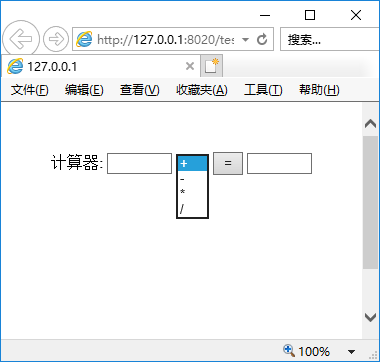 http://127.0.0.1:8020/tes
搜索...
127.0.0.1
文件(F) 编辑(E) 查看(V) 收藏夹(A) 工具(T) 帮助(H)
计算器: + =
-
*
/
100%